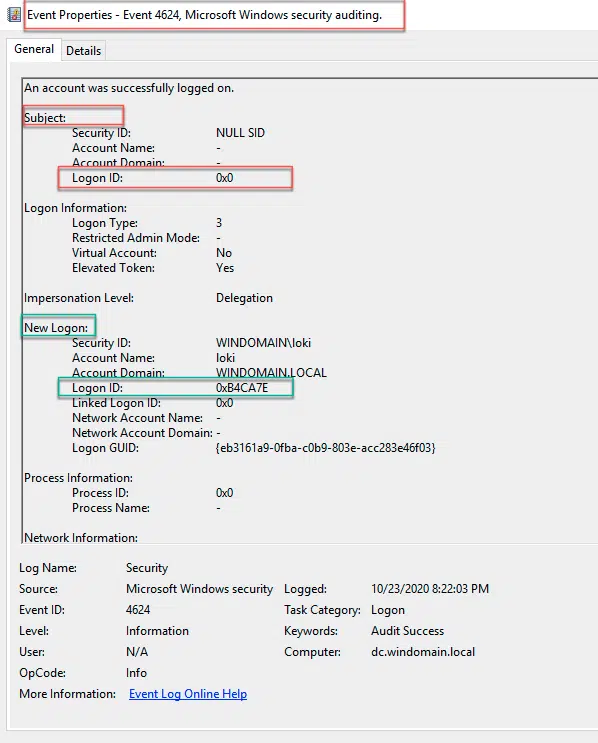 Event Properties - Event 4624, Microsoft Windows security auditing.
General Details
An account was successfully logged on.
Subject:
Security ID: NULL SID
Account Name: -
Account Domain: -
Logon ID: 0x0
Logon Information:
Logon Type: 3
Restricted Admin Mode: -
Virtual Account: No
Elevated Token: Yes
Impersonation Level: Delegation
New Logon:
Security ID: WINDOMAIN\loki
Account Name: loki
Account Domain: WINDOMAIN.LOCAL
Logon ID: 0xB4CA7E
Linked Logon ID: 0x0
Network Account Name: -
Network Account Domain: -
Logon GUID: {eb3161a9-0fba-c0b9-803e-acc283e46f03}
Process Information:
Process ID: 0x0
Process Name: -
Network Information:
Log Name: Security
Source: Microsoft Windows security Logged: 10/23/2020 8:22:03 PM
Event ID: 4624 Task Category: Logon
Level: Information Keywords: Audit Success
User: N/A Computer: dc.windomain.local
OpCode: Info
More Information: Event Log Online Help